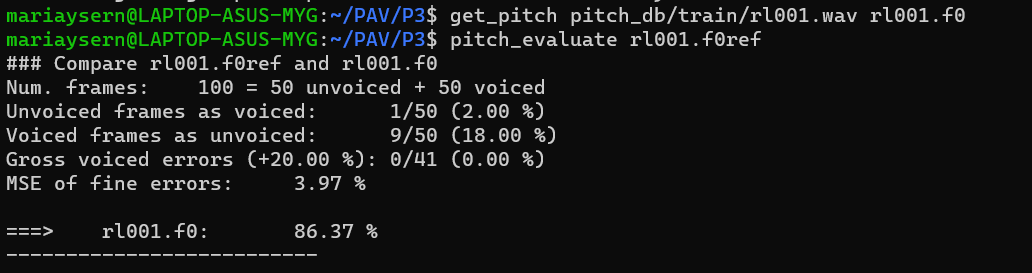 mariaysern@LAPTOP-ASUS-MYG:~/PAV/P3$ get_pitch pitch_db/train/rl001.wav rl001.f0
mariaysern@LAPTOP-ASUS-MYG:~/PAV/P3$ pitch_evaluate rl001.f0ref
### Compare rl001.f0ref and rl001.f0
Num. frames:    100 = 50 unvoiced + 50 voiced
Unvoiced frames as voiced:      1/50 (2.00 %)
Voiced frames as unvoiced:      9/50 (18.00 %)
Gross voiced errors (+20.00 %): 0/41 (0.00 %)
MSE of fine errors:     3.97 %

===>    rl001.f0:       86.37 %
--------------------------